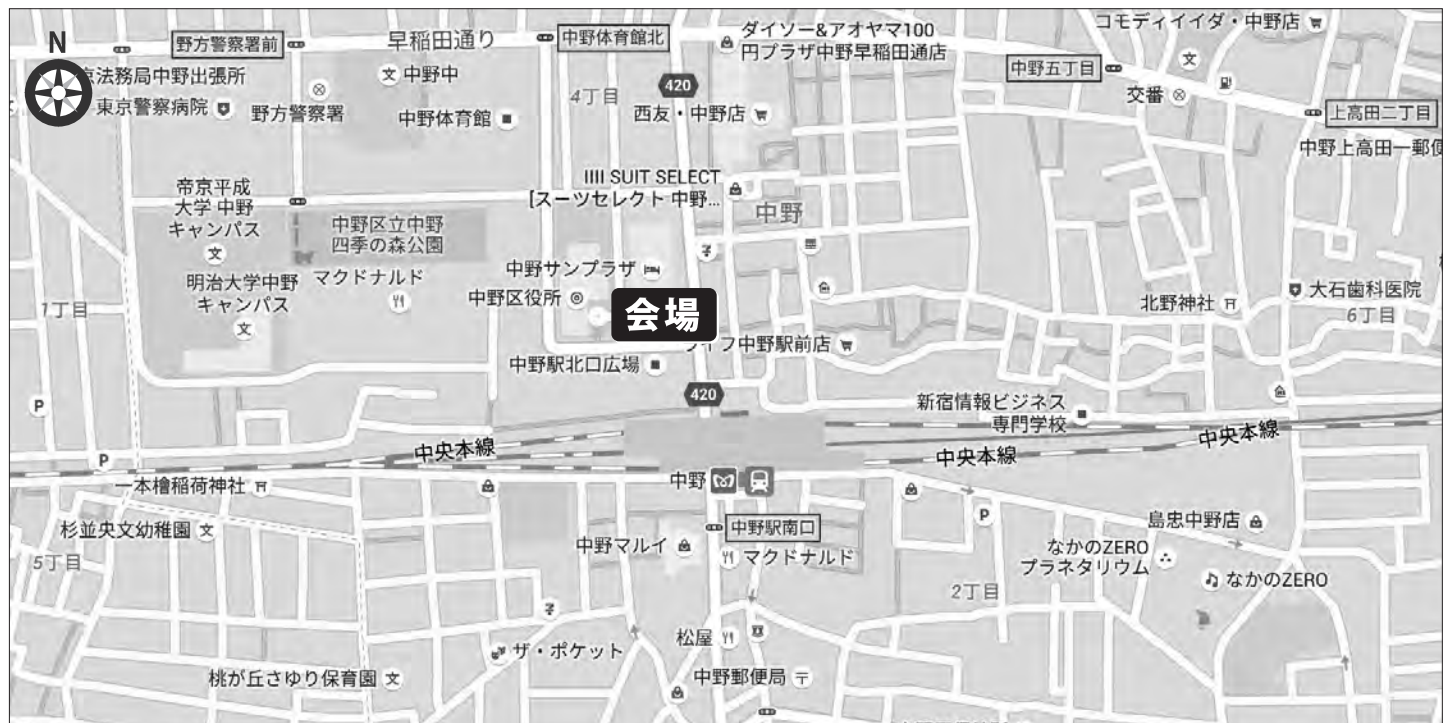 コモディイイダ・中野店
ダイソー&アオヤマ100
円プラザ中野早稲田通店
N
野方警察署前
早稲田通り
中野体育館北
中野五丁目
京法務局中野出張所
文 中野中
420
4丁目
交番
東京警察病院
野方警察署
中野体育館
西友・中野店
上高田二丁目
中野上高田一郵便
IIII SUIT SELECT
[スーツセレクト 中野...
帝京平成
大学 中野
キャンパス
文
中野区立中野
四季の森公園
中野
中野サンプラザ
明治大学中野
キャンパス
文
マクドナルド
中野区役所
会場
北野神社
大石歯科医院
6丁目
1丁目
イフ中野駅前店
中野駅北口広場
420
P
新宿情報ビジネス
専門学校
中央本線
中央本線
中央本線
P
中野
一本檜稲荷神社
P
杉並央文幼稚園 文
中野駅南口
島忠中野店
中野マルイ
マクドナルド
なかのZERO
プラネタリウム
5丁目
なかのZERO
2丁目
松屋
ザ・ポケット
桃が丘さゆり保育園 文
中野郵便局